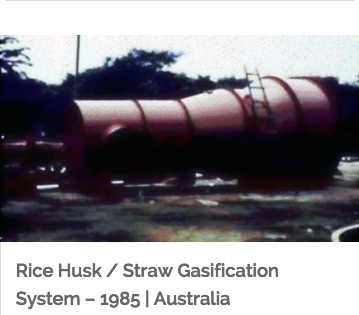 Rice Husk / Straw Gasification
System – 1985 | Australia